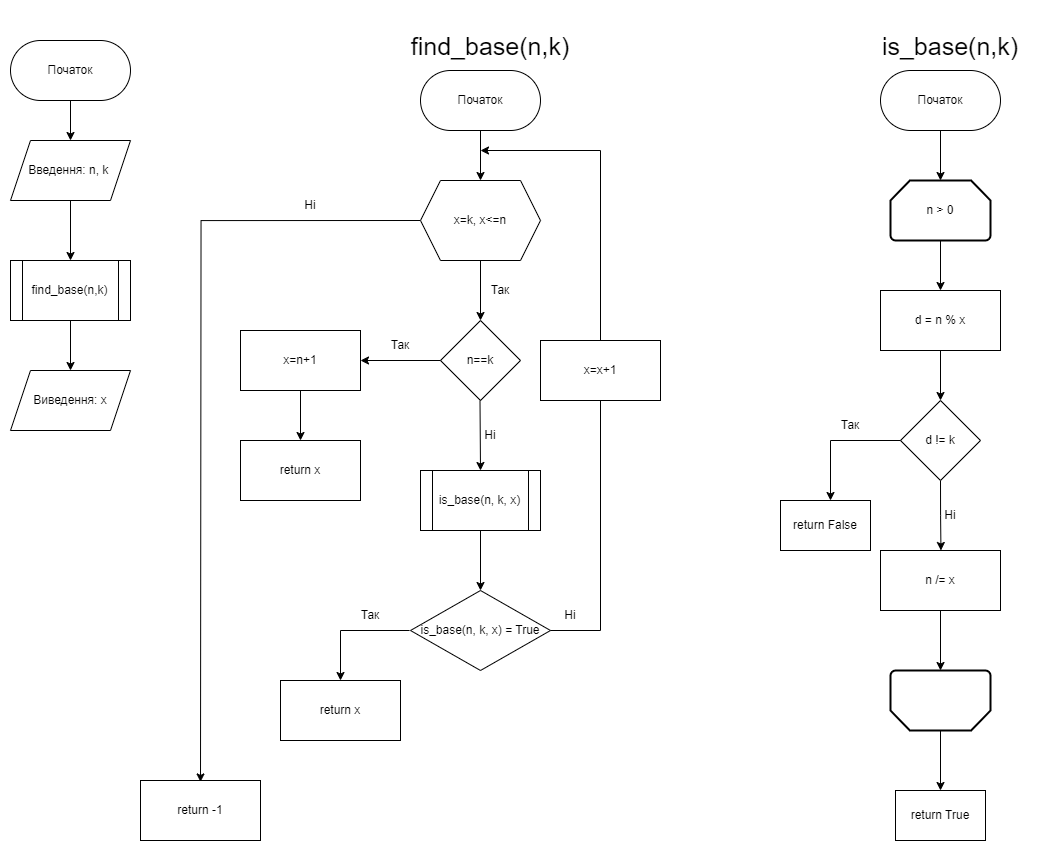 Початок
Введення: n, k
find_base(n,k)
Виведення: x
find_base(n,k)
Початок
x=k, x<=n
Ні
Так
n==k
Так
x=n+1
return x
x=x+1
Ні
is_base(n, k, x)
is_base(n, k, x) = True
Так
Ні
return x
return -1
is_base(n,k)
Початок
n > 0
d = n % x
d != k
Так
return False
Ні
n /= x
return True